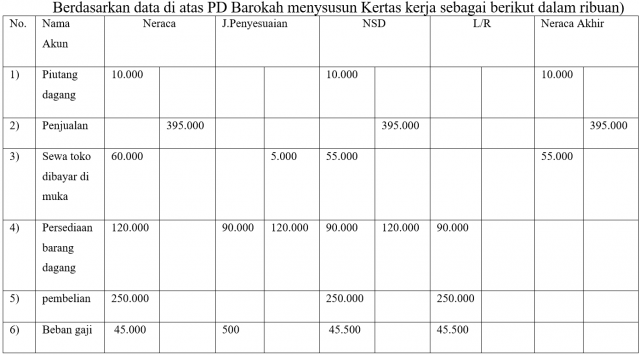 Berdasarkan data di atas PD Barokah menysusun Kertas kerja sebagai berikut dalam ribuan)
No. Nama Akun Neraca J.Penyesuaian NSD L/R Neraca Akhir
1) Piutang dagang 10.000 10.000 10.000
2) Penjualan 395.000 395.000 395.000
3) Sewa toko dibayar di muka 60.000 5.000 55.000 55.000
4) Persediaan barang dagang 120.000 90.000 120.000 90.000 120.000 90.000
5) pembelian 250.000 250.000 250.000
6) Beban gaji 45.000 500 45.500 45.500